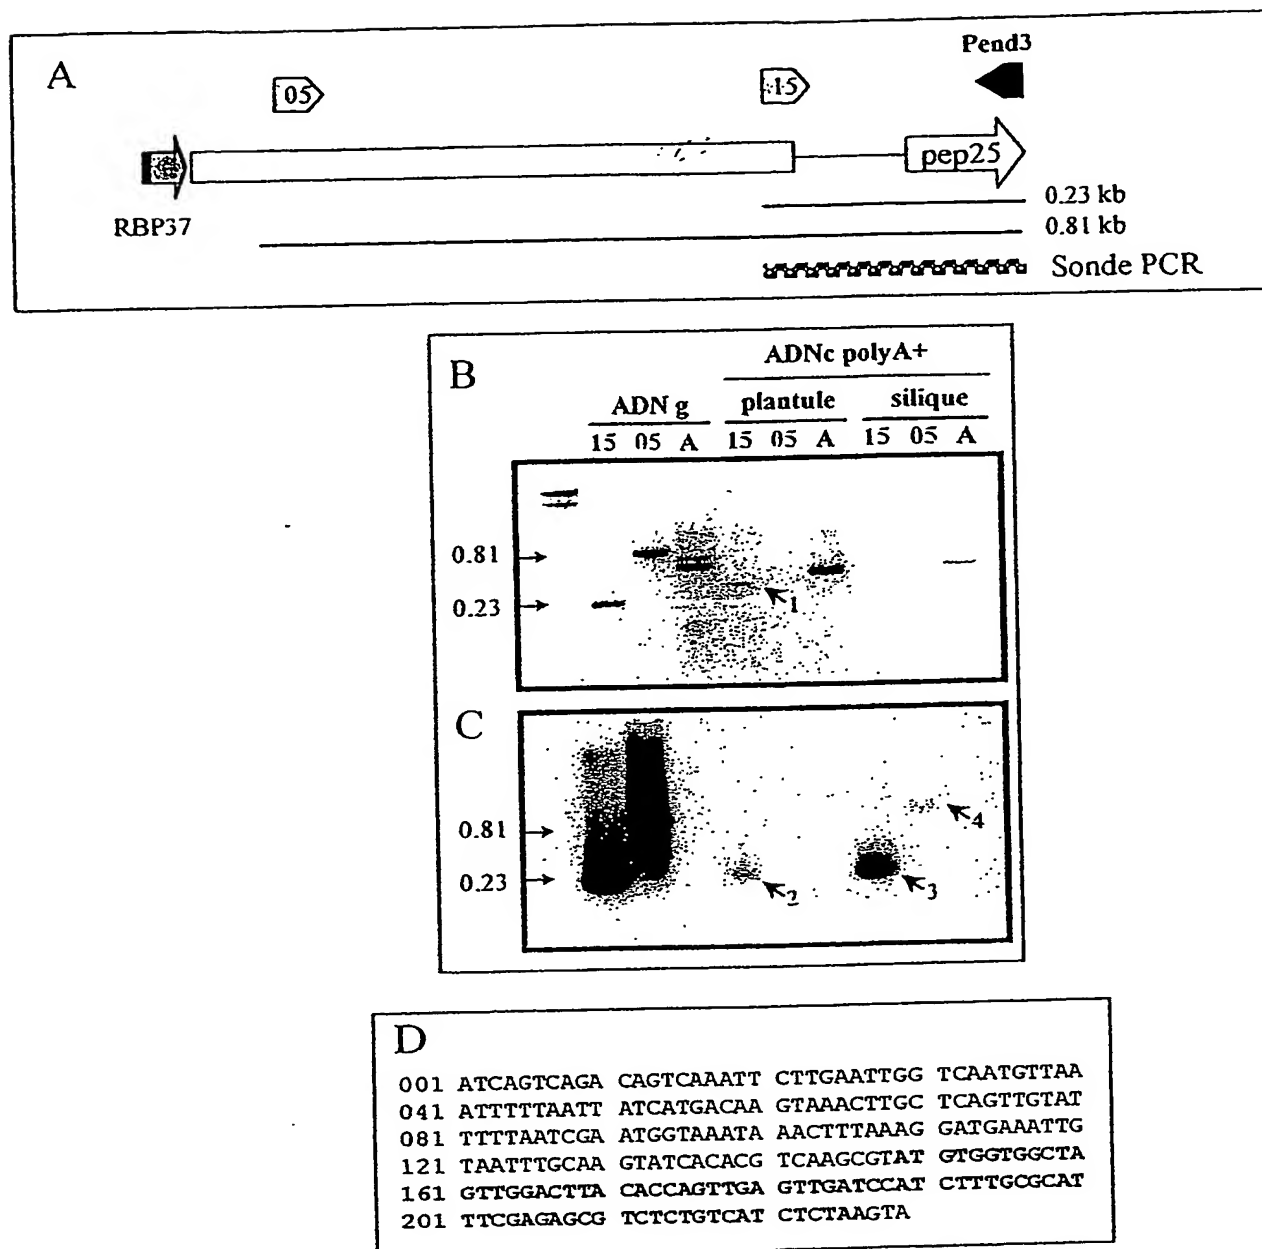 A
Pend3
05
15
pep25
RBP37
0.23 kb
0.81 kb
Sonde PCR
B
ADNc polyA+
ADN g plantule silique
15 05 A 15 05 A 15 05 A
0.81
0.23
1
C
0.81
0.23
2
3
4
D
001 ATCAGTCAGA CAGTCAAATT CTTGAATTGG TCAATGTTAA
041 ATTTTTAATT ATCATGACAA GTAAACTTGC TCAGTTGTAT
081 TTTTAATCGA ATGGTAAATA AACTTTAAAG GATGAAATTG
121 TAATTTGCAA GTATCACACG TCAAGCGTAT GTGGTGGCTA
161 GTTGGACTTA CACCAGTTGA GTTGATCCAT CTTTGCGCAT
201 TTCGAGAGCG TCTCTGTCAT CTCTAAGTA